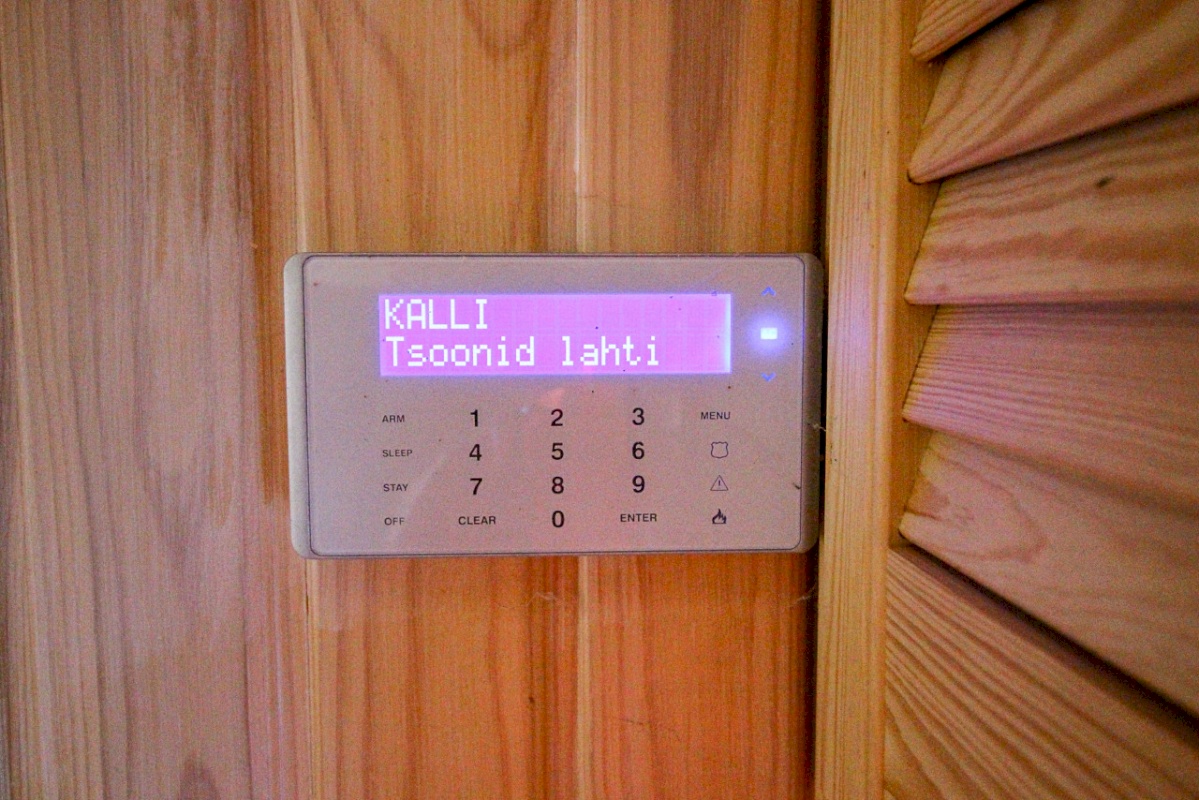 KALLI
Tsoonid lahti
ARM 1 2 3 MENU
SLEEP 4 5 6
STAY 7 8 9
OFF CLEAR 0 ENTER